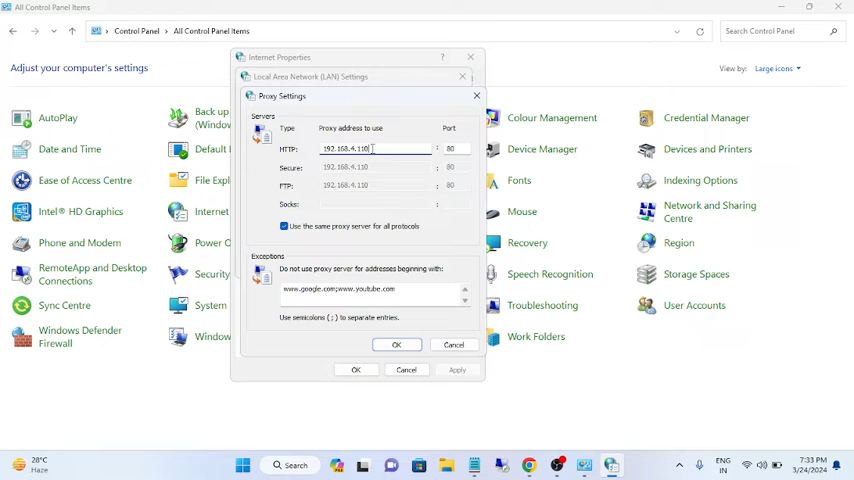 All Control Panel Items
Control Panel > All Control Panel Items
Search Control Panel
Adjust your computer's settings
View by: Large icons
Internet Properties ?
Local Area Network (LAN) Settings
Proxy Settings
Servers
Type Proxy address to use Port
HTTP: 192.168.4.110 : 80
Secure: 192.168.4.110 : 80
FTP: 192.168.4.110 : 80
Socks: :
Use the same proxy server for all protocols
Exceptions
Do not use proxy server for addresses beginning with:
www.google.com;www.youtube.com
Use semicolons ( ; ) to separate entries.
OK Cancel
OK Cancel Apply
AutoPlay
Back up
(Window
Colour Management
Credential Manager
Date and Time
Default
Device Manager
Devices and Printers
Ease of Access Centre
File Expl
Fonts
Indexing Options
Intel® HD Graphics
Internet
Mouse
Network and Sharing
Centre
Phone and Modem
Power O
Recovery
Region
RemoteApp and Desktop
Connections
Security
Speech Recognition
Storage Spaces
Sync Centre
System
Troubleshooting
User Accounts
Windows Defender
Firewall
Window
Work Folders
28°C
Haze
Search
ENG
IN
7:33 PM
3/24/2024